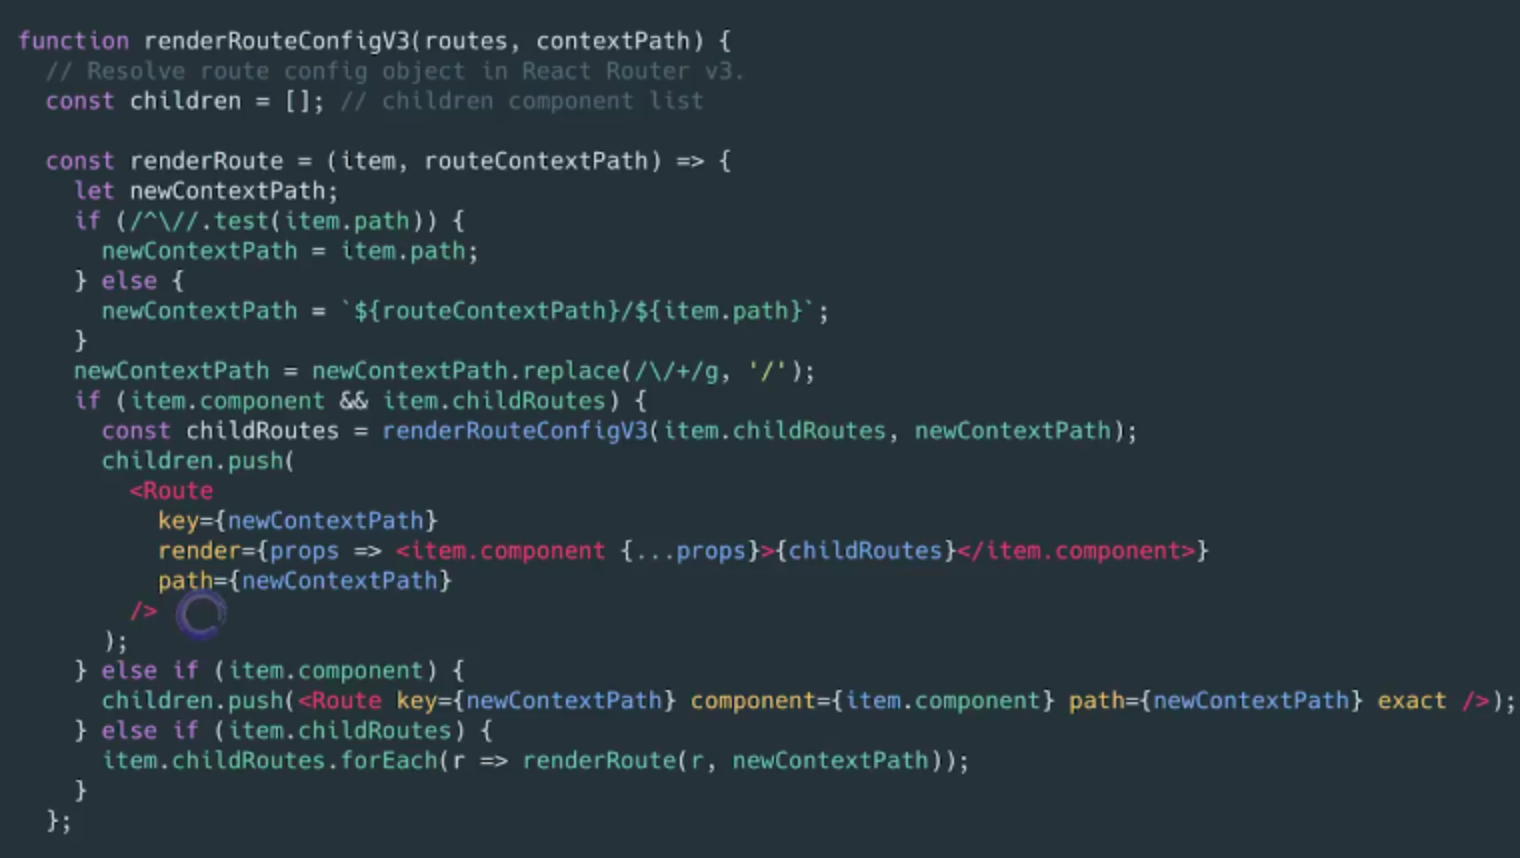 function renderRouteConfigV3(routes, contextPath) {
  // Resolve route config object in React Router v3.
  const children = []; // children component list

  const renderRoute = (item, routeContextPath) => {
    let newContextPath;
    if (/^\//.test(item.path)) {
      newContextPath = item.path;
    } else {
      newContextPath = `${routeContextPath}/${item.path}`;
    }
    newContextPath = newContextPath.replace(/\/+/g, '/');
    if (item.component && item.childRoutes) {
      const childRoutes = renderRouteConfigV3(item.childRoutes, newContextPath);
      children.push(
        <Route
          key={newContextPath}
          render={props => <item.component {...props}>{childRoutes}</item.component>}
          path={newContextPath}
        />
      );
    } else if (item.component) {
      children.push(<Route key={newContextPath} component={item.component} path={newContextPath} exact />);
    } else if (item.childRoutes) {
      item.childRoutes.forEach(r => renderRoute(r, newContextPath));
    }
  };